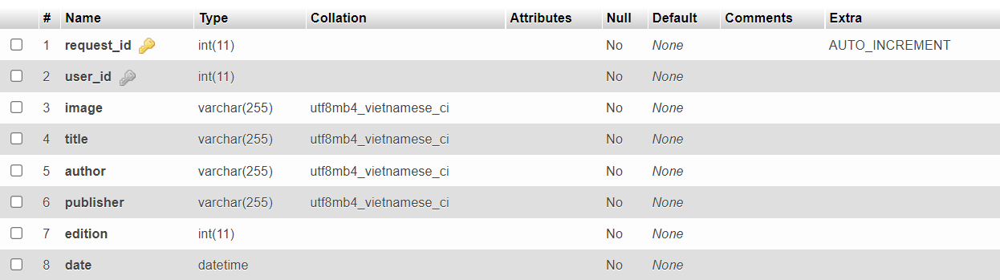 # Name Type Collation Attributes Null Default Comments Extra
1 request_id int(11) No None AUTO_INCREMENT
2 user_id int(11) No None
3 image varchar(255) utf8mb4_vietnamese_ci No None
4 title varchar(255) utf8mb4_vietnamese_ci No None
5 author varchar(255) utf8mb4_vietnamese_ci No None
6 publisher varchar(255) utf8mb4_vietnamese_ci No None
7 edition int(11) No None
8 date datetime No None